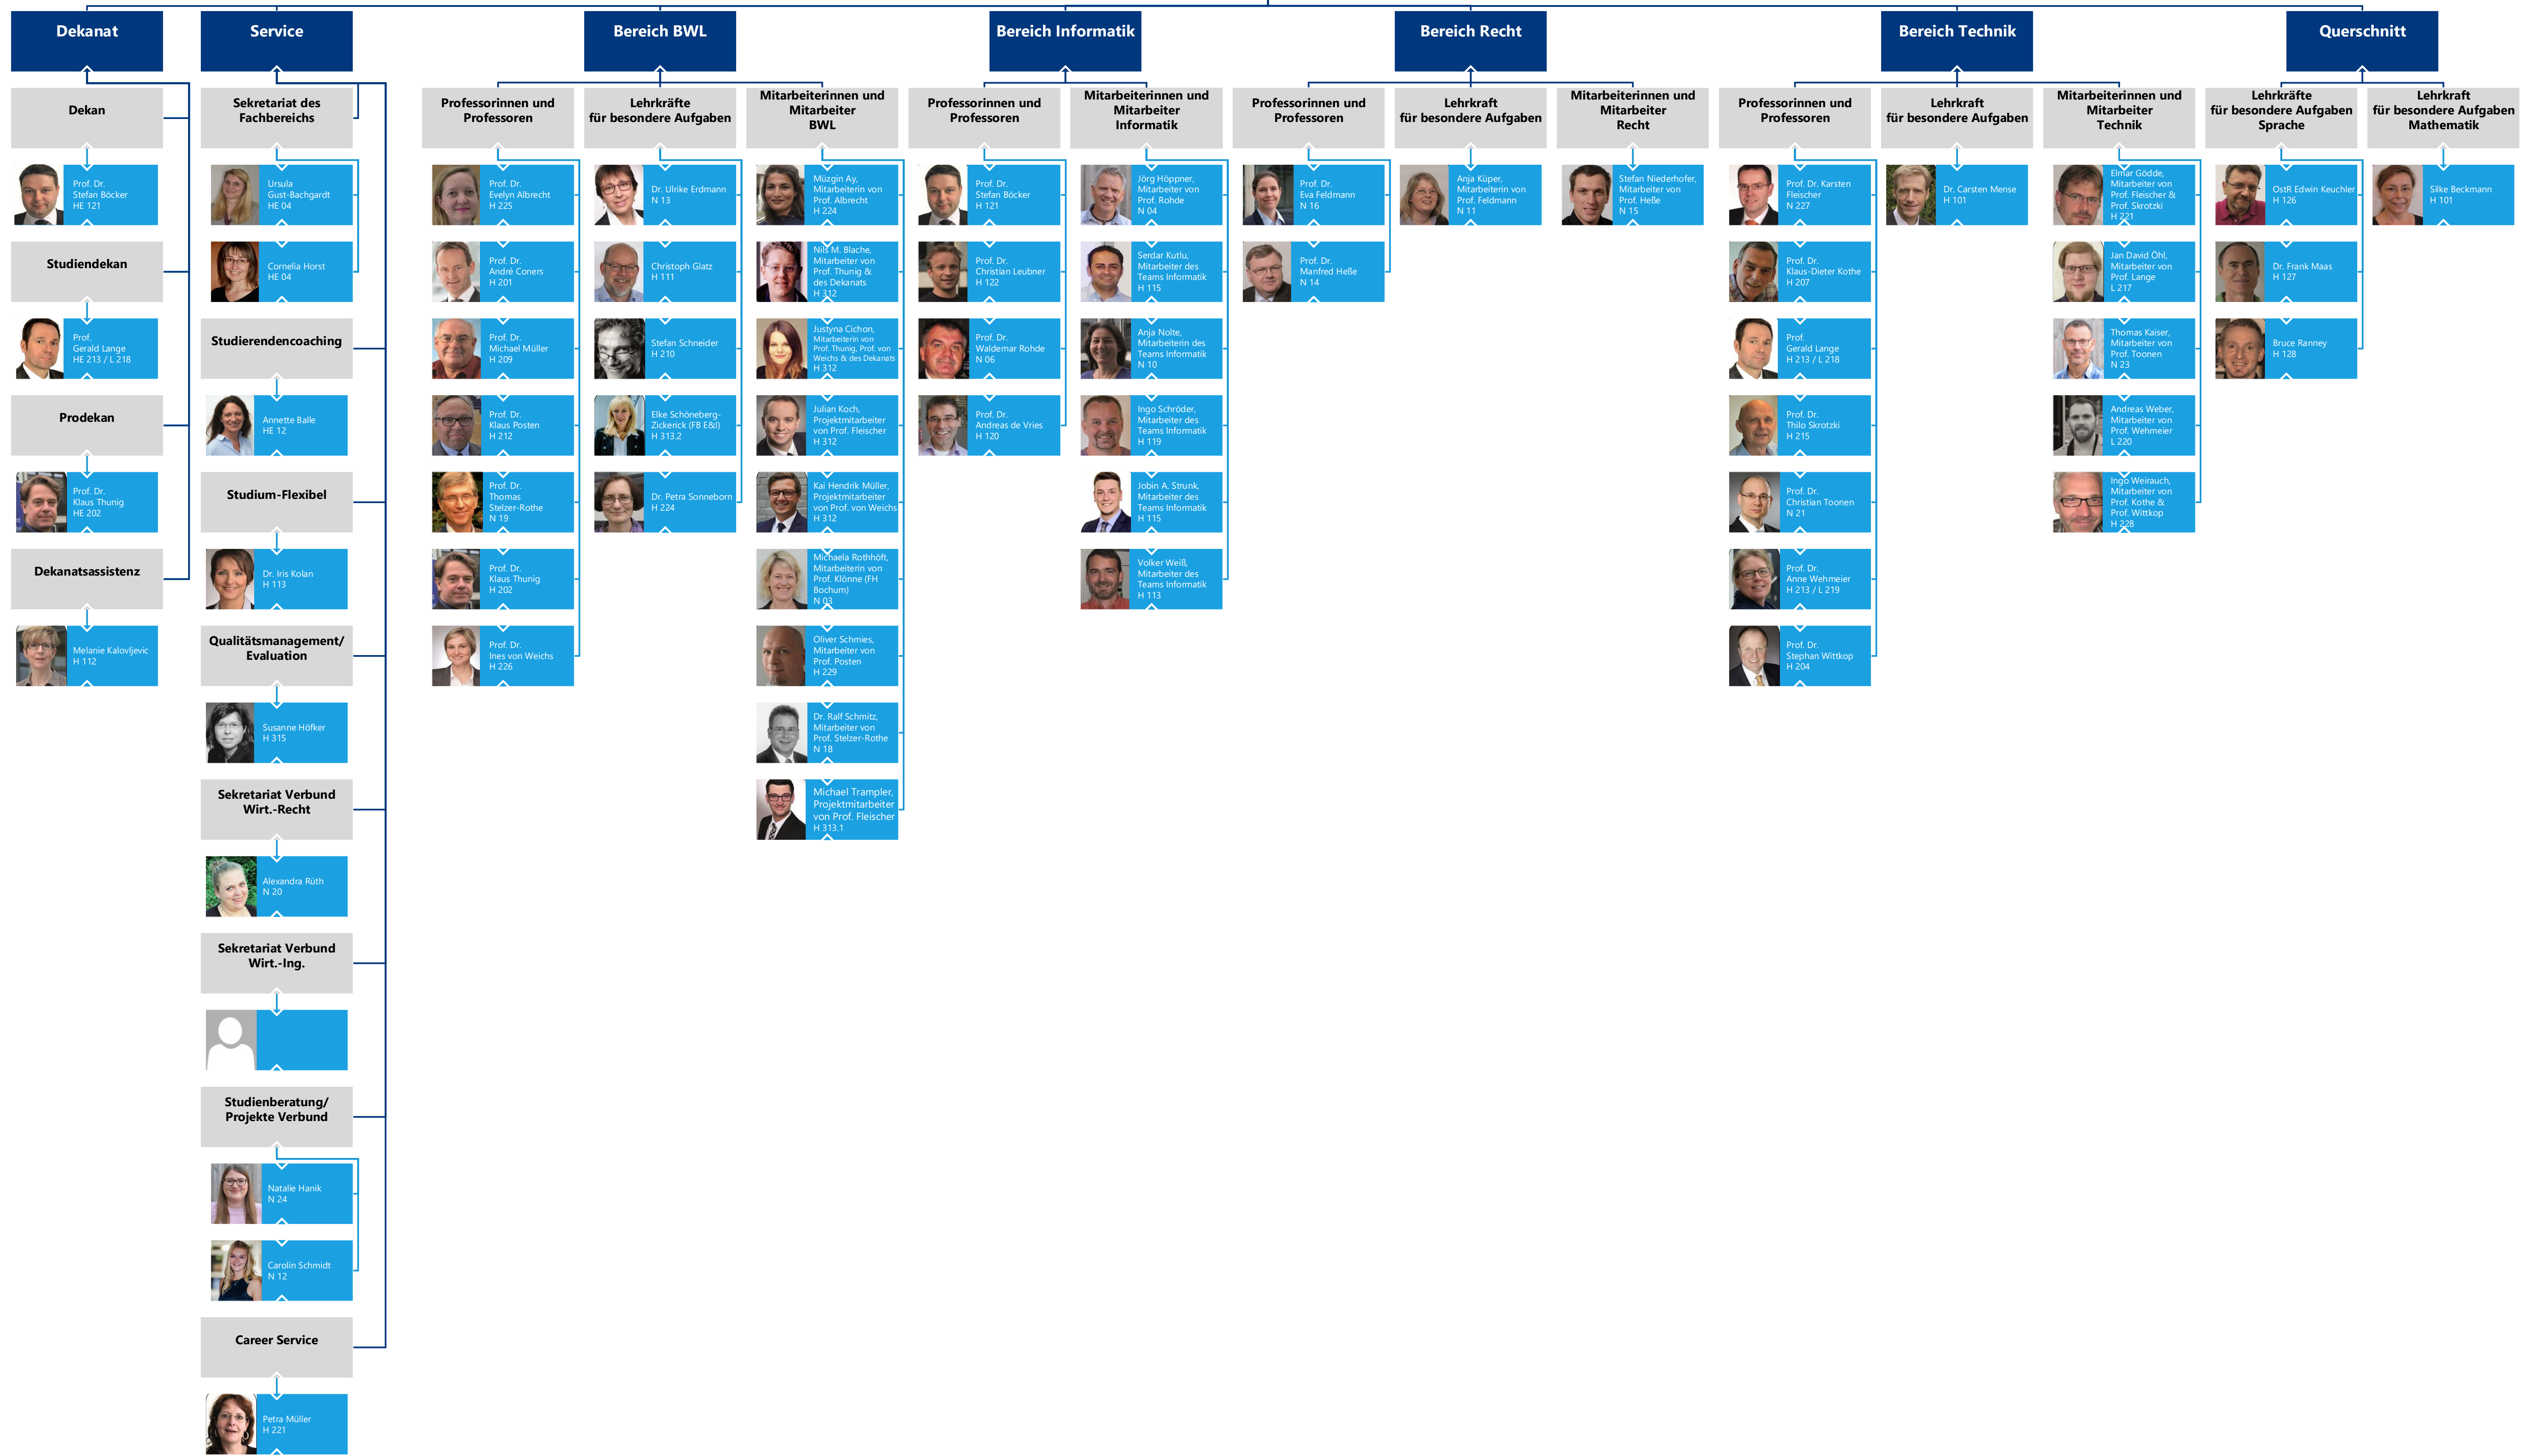 Dekanat
Dekan
Prof. Dr.
Stefan Böcker
HE 121
Studiendekan
Prof.
Gerald Lange
HE 213 / L 218
Prodekan
Prof. Dr.
Klaus Thunig
HE 202
Dekanatsassistenz
Melanie Kalovljevic
H 112
Service
Sekretariat des
Fachbereichs
Ursula
Gust-Bachgardt
HE 04
Cornelia Horst
HE 04
Studierendencoaching
Annette Balle
HE 12
Studium-Flexibel
Dr. Iris Kolan
H 113
Qualitätsmanagement/
Evaluation
Susanne Höfker
H 315
Sekretariat Verbund
Wirt.-Recht
Alexandra Rüth
N 20
Sekretariat Verbund
Wirt.-Ing.
Studienberatung/
Projekte Verbund
Natalie Hanik
N 24
Carolin Schmidt
N 12
Career Service
Petra Müller
H 221
Bereich BWL
Professorinnen und
Professoren
Prof. Dr.
Evelyn Albrecht
H 225
Prof. Dr.
André Coners
H 201
Prof. Dr.
Michael Müller
H 209
Prof. Dr.
Klaus Posten
H 212
Prof. Dr.
Thomas
Stelzer-Rothe
N 19
Prof. Dr.
Klaus Thunig
H 202
Prof. Dr.
Ines von Weichs
H 226
Lehrkräfte
für besondere Aufgaben
Dr. Ulrike Erdmann
N 13
Christoph Glatz
H 111
Stefan Schneider
H 210
Elke Schöneberg-
Zickerick (FB E&I)
H 313.2
Dr. Petra Sonneborn
H 224
Mitarbeiterinnen und
Mitarbeiter
BWL
Müzgin Ay,
Mitarbeiterin von
Prof. Albrecht
H 224
Nils M. Blache,
Mitarbeiter von
Prof. Thunig &
des Dekanats
H 312
Justyna Cichon,
Mitarbeiterin von
Prof. Thunig, Prof. von
Weichs & des Dekanats
H 312
Julian Koch,
Projektmitarbeiter
von Prof. Fleischer
H 312
Kai Hendrik Müller,
Projektmitarbeiter
von Prof. von Weichs
H 312
Michaela Rothhöft,
Mitarbeiterin von
Prof. Klönne (FH
Bochum)
N 03
Oliver Schmies,
Mitarbeiter von
Prof. Posten
H 229
Dr. Ralf Schmitz,
Mitarbeiter von
Prof. Stelzer-Rothe
N 18
Michael Trampler,
Projektmitarbeiter
von Prof. Fleischer
H 313.1
Bereich Informatik
Professorinnen und
Professoren
Prof. Dr.
Stefan Böcker
H 121
Prof. Dr.
Christian Leubner
H 122
Prof. Dr.
Waldemar Rohde
N 06
Prof. Dr.
Andreas de Vries
H 120
Mitarbeiterinnen und
Mitarbeiter
Informatik
Jörg Höppner,
Mitarbeiter von
Prof. Rohde
N 04
Serdar Kutlu,
Mitarbeiter des
Teams Informatik
H 115
Anja Nolte,
Mitarbeiterin des
Teams Informatik
N 10
Ingo Schröder,
Mitarbeiter des
Teams Informatik
H 119
Jobin A. Strunk,
Mitarbeiter des
Teams Informatik
H 115
Volker Weiß,
Mitarbeiter des
Teams Informatik
H 113
Bereich Recht
Professorinnen und
Professoren
Prof. Dr.
Eva Feldmann
N 16
Prof. Dr.
Manfred Heße
N 14
Lehrkraft
für besondere Aufgaben
Anja Küper,
Mitarbeiterin von
Prof. Feldmann
N 11
Mitarbeiterinnen und
Mitarbeiter
Recht
Stefan Niederhofer,
Mitarbeiter von
Prof. Heße
N 15
Bereich Technik
Professorinnen und
Professoren
Prof. Dr. Karsten
Fleischer
N 227
Prof. Dr.
Klaus-Dieter Kothe
H 207
Prof.
Gerald Lange
H 213 / L 218
Prof. Dr.
Thilo Skrotzki
H 215
Prof. Dr.
Christian Toonen
N 21
Prof. Dr.
Anne Wehmeier
H 213 / L 219
Prof. Dr.
Stephan Wittkop
H 204
Lehrkraft
für besondere Aufgaben
Dr. Carsten Mense
H 101
Mitarbeiterinnen und
Mitarbeiter
Technik
Elmar Gödde,
Mitarbeiter von
Prof. Fleischer &
Prof. Skrotzki
H 221
Jan David Öhl,
Mitarbeiter von
Prof. Lange
L 217
Thomas Kaiser,
Mitarbeiter von
Prof. Toonen
N 23
Andreas Weber,
Mitarbeiter von
Prof. Wehmeier
L 220
Ingo Weirauch,
Mitarbeiter von
Prof. Kothe &
Prof. Wittkop
H 228
Querschnitt
Lehrkräfte
für besondere Aufgaben
Sprache
OstR Edwin Keuchler
H 126
Dr. Frank Maas
H 127
Bruce Ranney
H 128
Lehrkraft
für besondere Aufgaben
Mathematik
Silke Beckmann
H 101